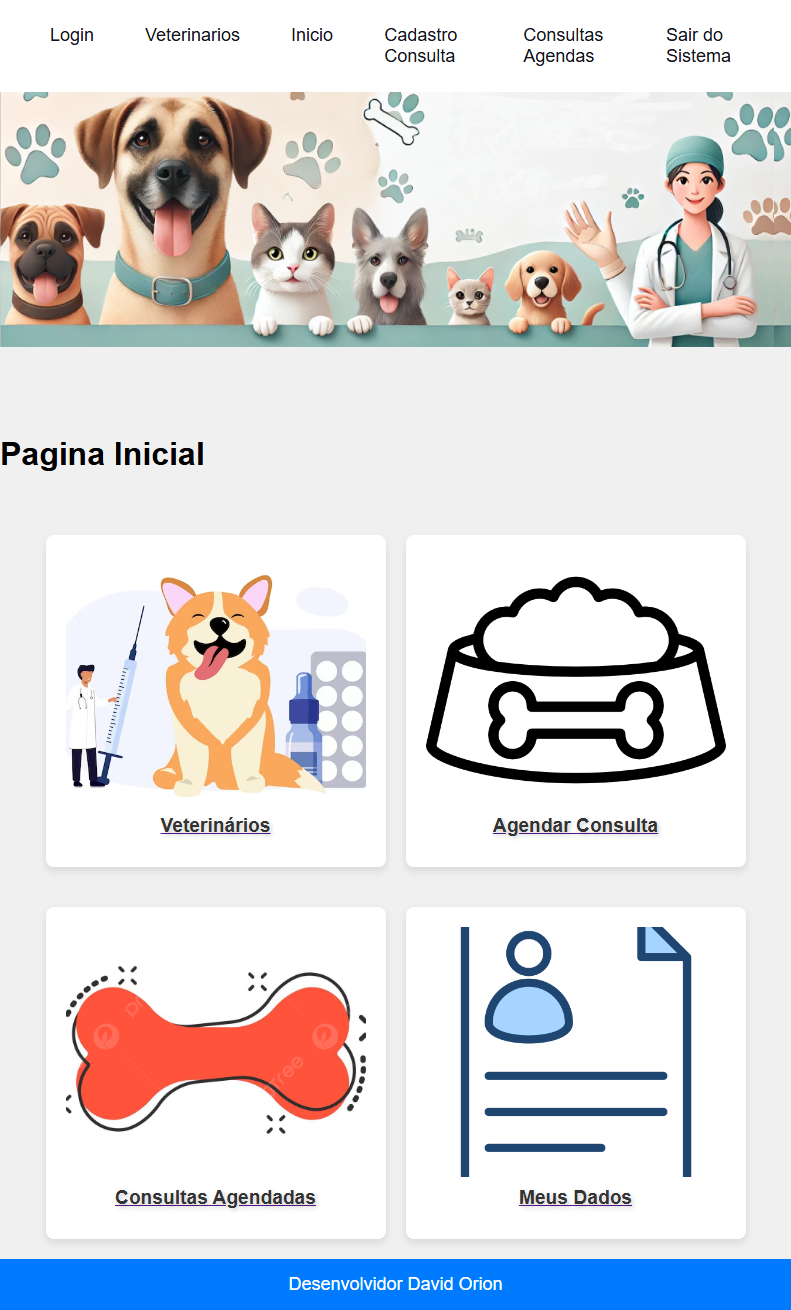 Login
Veterinarios
Inicio
Cadastro
Consulta
Consultas
Agendas
Sair do
Sistema
Pagina Inicial
Veterinários
Agendar Consulta
Consultas Agendadas
Meus Dados
Desenvolvidor David Orion